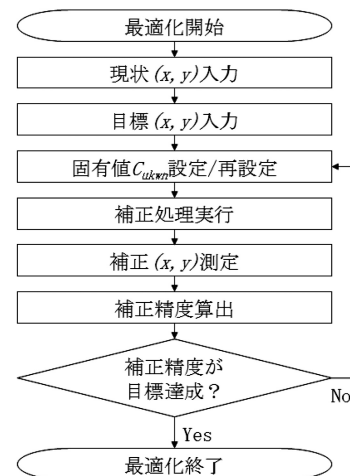 最適化開始
現状(x, y)入力
目標(x, y)入力
固有値Cukwn設定/再設定
補正処理実行
補正(x, y)測定
補正精度算出
補正精度が
目標達成？
No
Yes
最適化終了